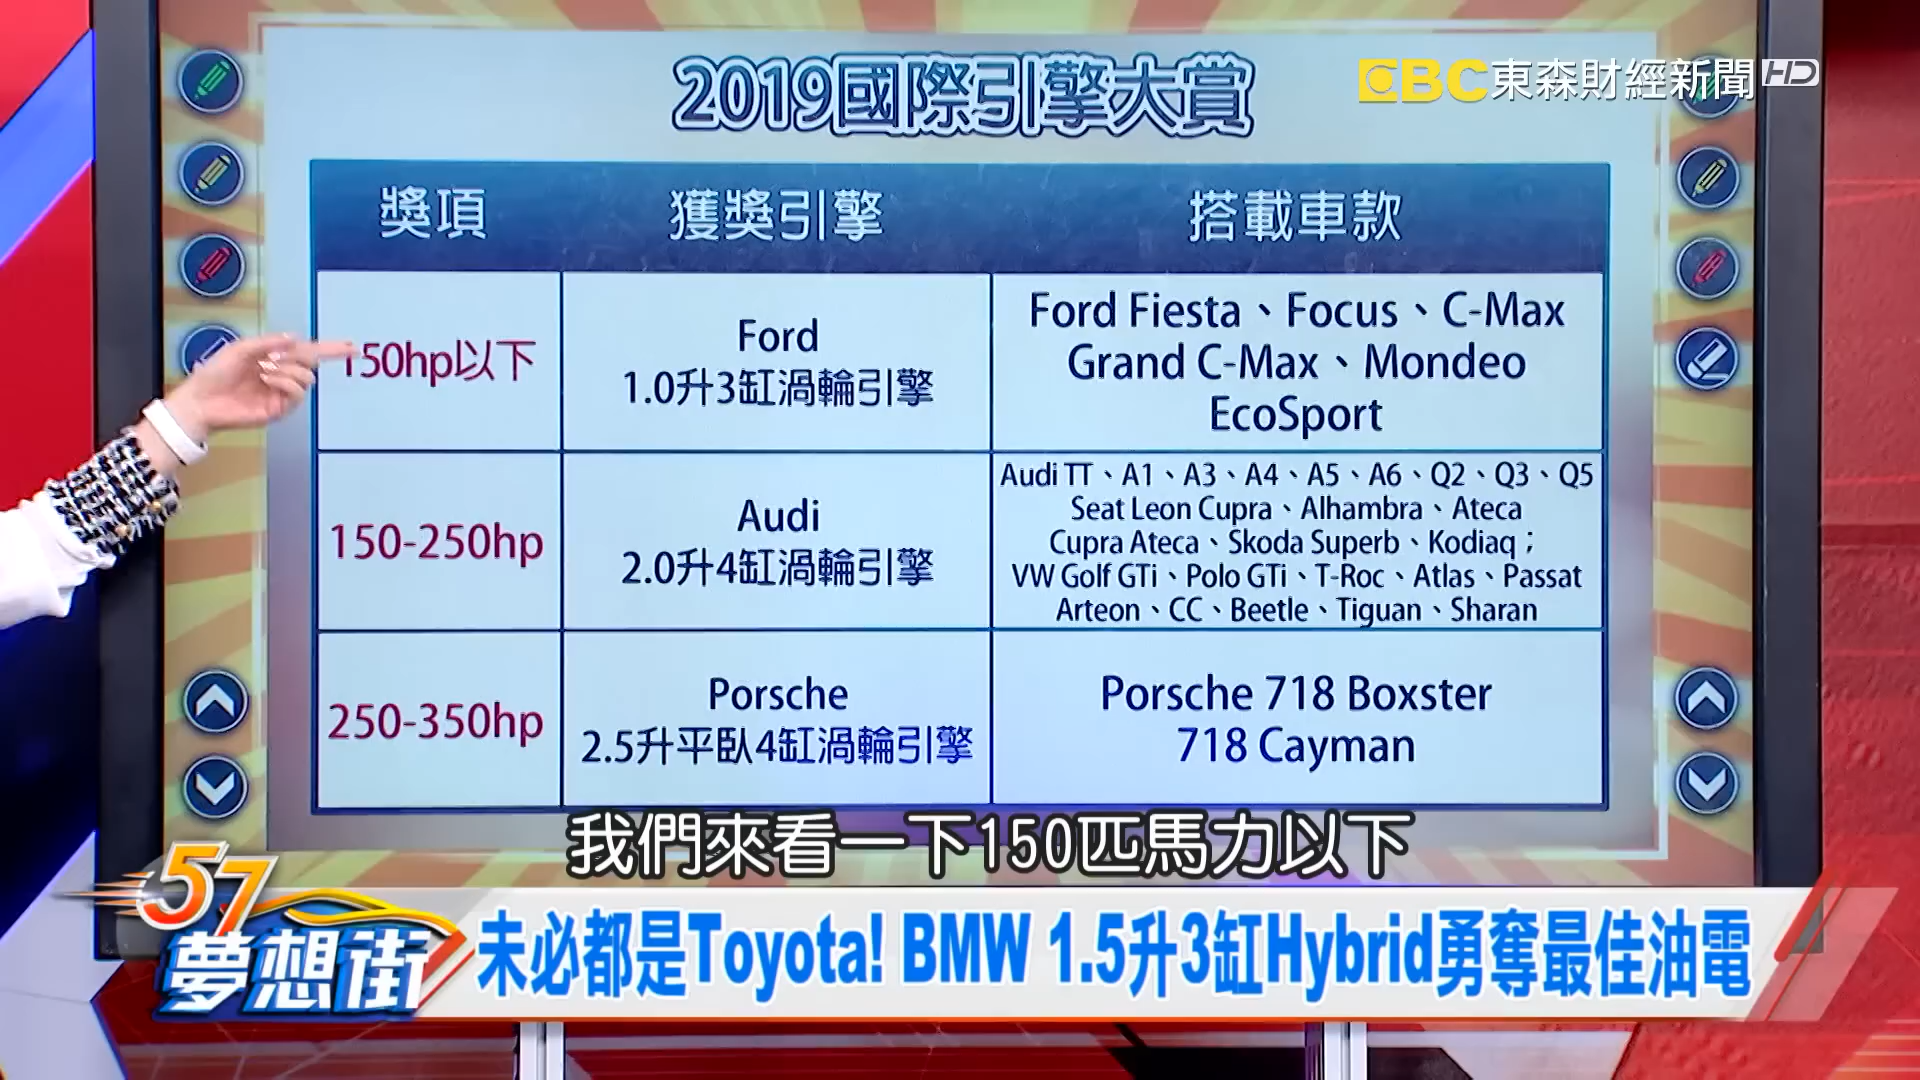 2019國際引擎大賞
EBC東森財經新聞HD
獎項 獲獎引擎 搭載車款
150hp以下
Ford
1.0升3缸渦輪引擎
Ford Fiesta、Focus、C-Max
Grand C-Max、Mondeo
EcoSport
150-250hp
Audi
2.0升4缸渦輪引擎
Audi TT、A1、A3、A4、A5、A6、Q2、Q3、Q5
Seat Leon Cupra、Alhambra、Ateca
Cupra Ateca、Skoda Superb、Kodiaq；
VW Golf GTi、Polo GTi、T-Roc、Atlas、Passat
Arteon、CC、Beetle、Tiguan、Sharan
250-350hp
Porsche
2.5升平臥4缸渦輪引擎
Porsche 718 Boxster
718 Cayman
我們來看一下150匹馬力以下
57
夢想街
未必都是Toyota! BMW 1.5升3缸Hybrid勇奪最佳油電